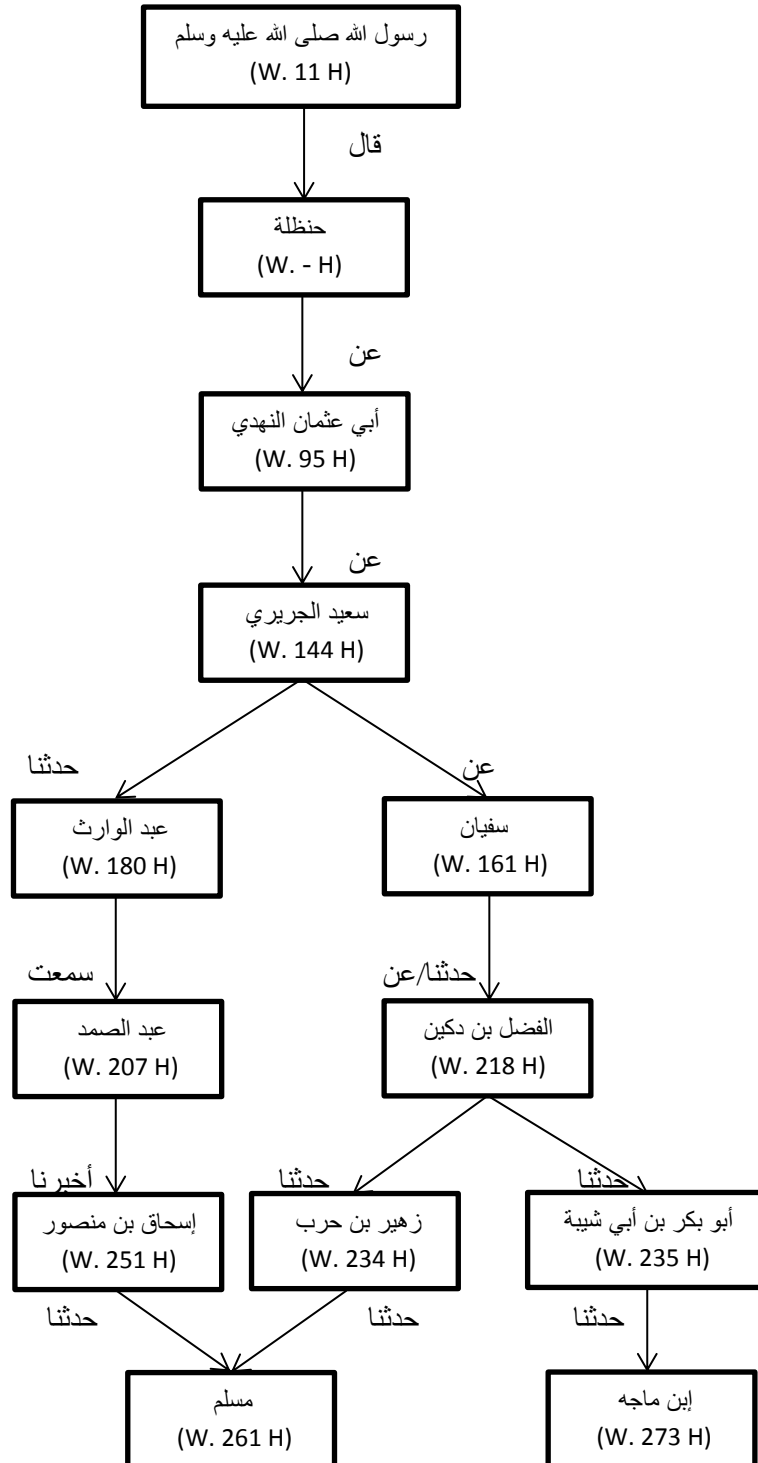 رسول الله صلى الله عليه وسلم
(W. 11 H)
قال
حنظلة
(W. - H)
عن
أبي عثمان النهدي
(W. 95 H)
عن
سعيد الجريري
(W. 144 H)
حدثنا
عن
عبد الوارث
(W. 180 H)
سفيان
(W. 161 H)
سمعت
حدثنا/عن
عبد الصمد
(W. 207 H)
الفضل بن دكين
(W. 218 H)
أخبرنا
حدثنا
حدثنا
إسحاق بن منصور
(W. 251 H)
زهير بن حرب
(W. 234 H)
أبو بكر بن أبي شيبة
(W. 235 H)
حدثنا
حدثنا
حدثنا
مسلم
(W. 261 H)
إبن ماجه
(W. 273 H)